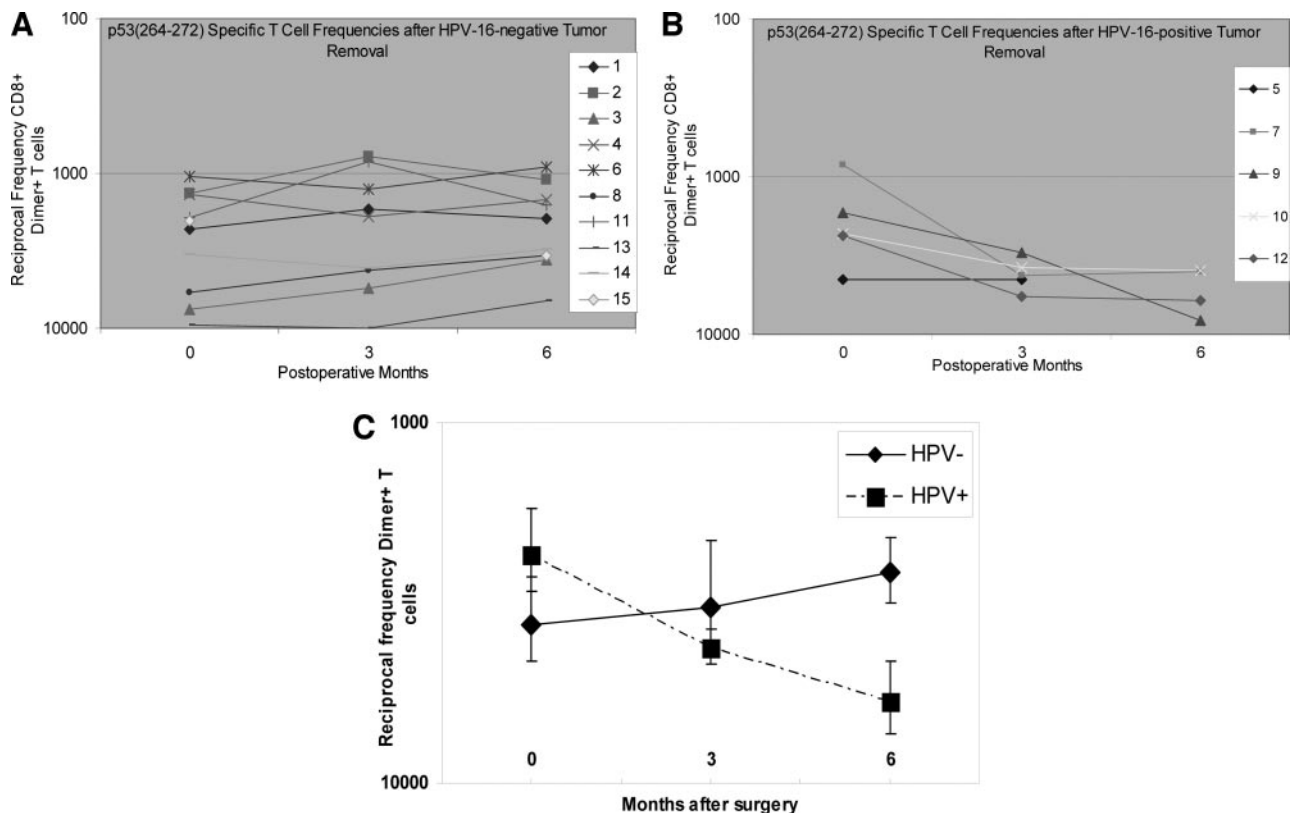 A
p53(264-272) Specific T Cell Frequencies after HPV-16-negative Tumor
Removal
Reciprocal Frequency CD8+
Dimer+ T cells
100
1000
10000
0
3
6
Postoperative Months
1
2
3
4
6
8
11
13
14
15
B
p53(264-272) Specific T Cell Frequencies after HPV-16-positive Tumor
Removal
Reciprocal Frequency CD8+
Dimer+ T cells
100
1000
10000
0
3
6
Postoperative Months
5
7
9
10
12
C
Reciprocal frequency Dimer+ T
cells
1000
10000
HPV-
HPV+
0
3
6
Months after surgery